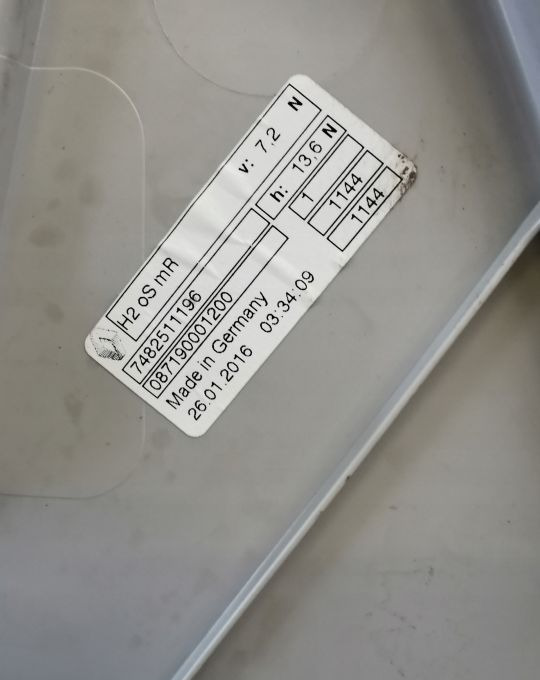 H2 oS mR v: 7,2 N
h: 13,6 N
7482511196 1
087190001200 1144
Made in Germany 1144
26.01.2016 03:34:09